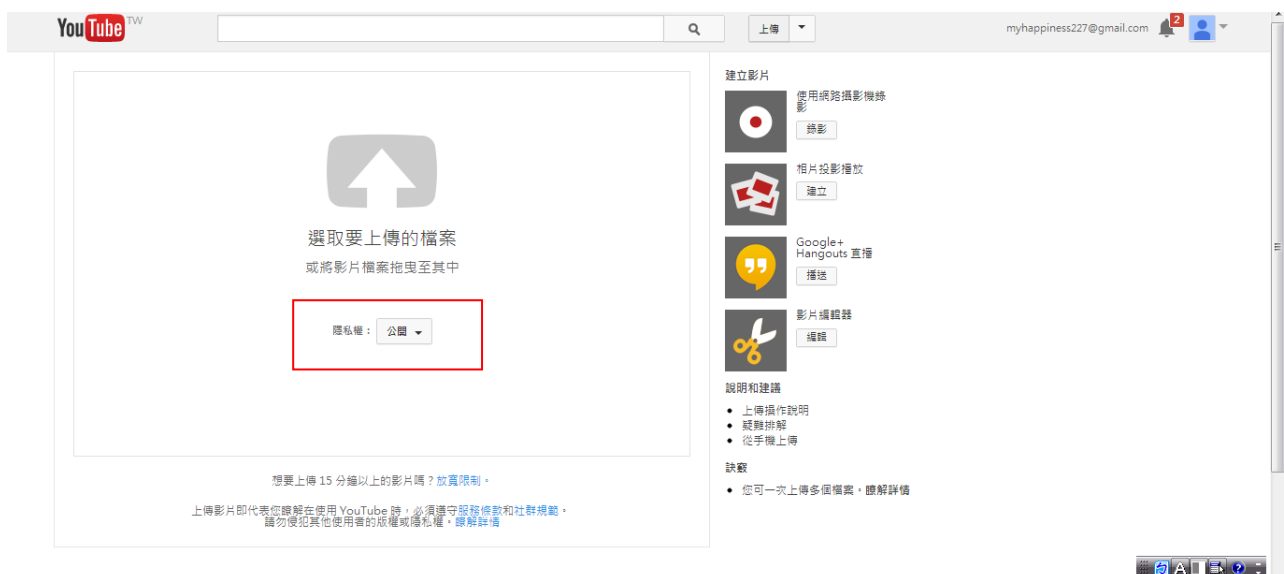 YouTube TW
上傳
myhappiness227@gmail.com
2
選取要上傳的檔案
或將影片檔案拖曳至其中
隱私權：
公開
想要上傳 15 分鐘以上的影片嗎？放寬限制。
上傳影片即代表您瞭解在使用 YouTube 時，必須遵守服務條款和社群規範。
請勿侵犯其他使用者的版權或隱私權。瞭解詳情
建立影片
使用網路攝影機錄
影
錄影
相片投影播放
建立
Google+
Hangouts 直播
播送
影片編輯器
編輯
說明和建議
上傳操作說明
疑難排解
從手機上傳
訣竅
您可一次上傳多個檔案。瞭解詳情
A